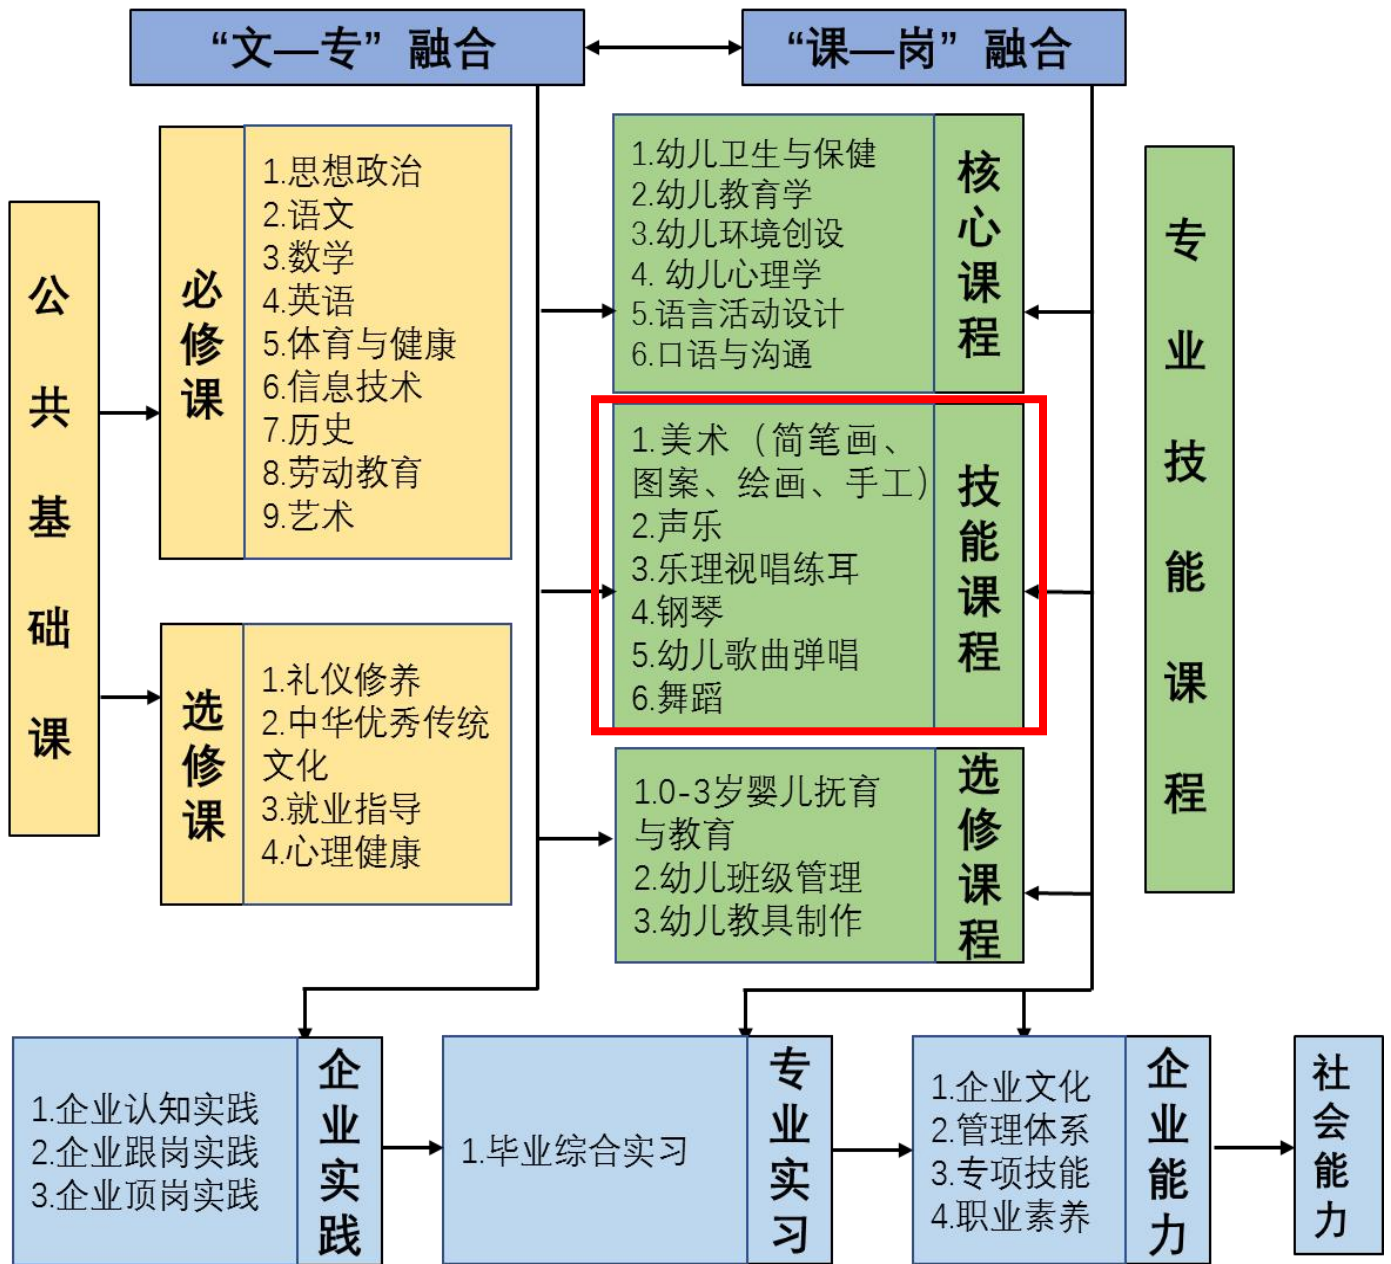 “文—专” 融合
“课—岗” 融合
公共基础课
必修课
1.思想政治
2.语文
3.数学
4.英语
5.体育与健康
6.信息技术
7.历史
8.劳动教育
9.艺术
选修课
1.礼仪修养
2.中华优秀传统
文化
3.就业指导
4.心理健康
1.幼儿卫生与保健
2.幼儿教育学
3.幼儿环境创设
4. 幼儿心理学
5.语言活动设计
6.口语与沟通
核心课程
1.美术（简笔画、
图案、绘画、手工）
2.声乐
3.乐理视唱练耳
4.钢琴
5.幼儿歌曲弹唱
6.舞蹈
技能课程
1.0-3岁婴儿抚育
与教育
2.幼儿班级管理
3.幼儿教具制作
选修课程
专业技能课程
1.企业认知实践
2.企业跟岗实践
3.企业顶岗实践
企业实践
1.毕业综合实习
专业实习
1.企业文化
2.管理体系
3.专项技能
4.职业素养
企业能力
社会能力